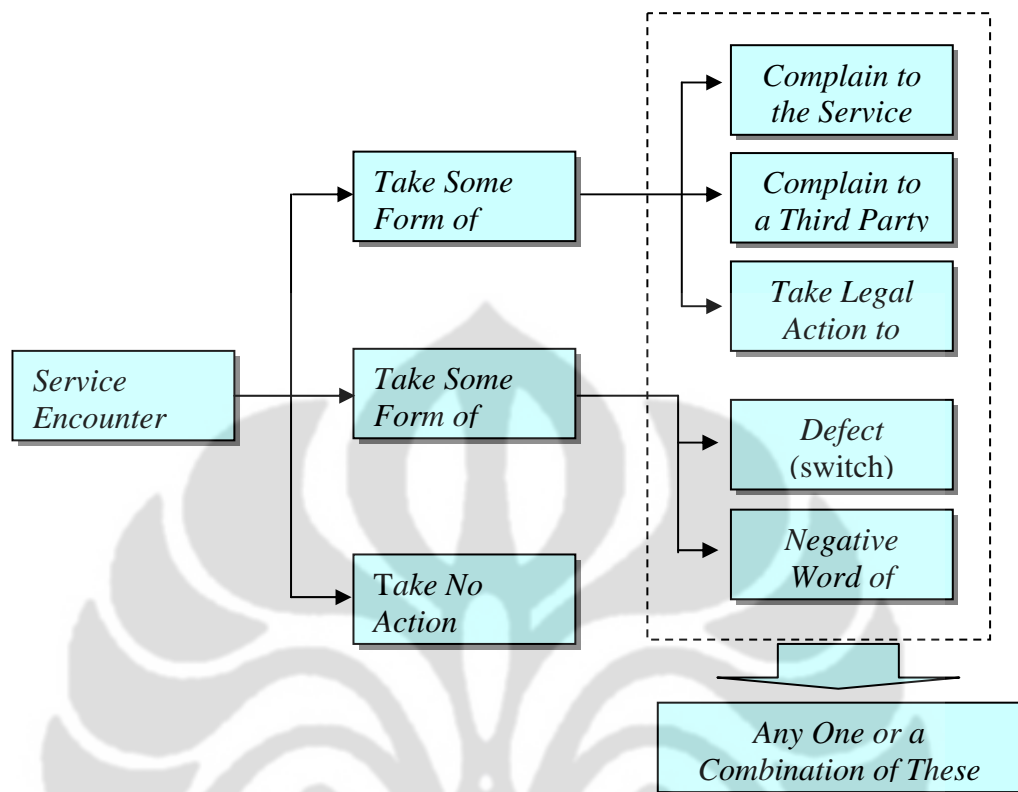 Complain to
the Service
Take Some
Form of
Complain to
a Third Party
Take Legal
Action to
Service
Encounter
Take Some
Form of
Defect
(switch)
Negative
Word of
Take No
Action
Any One or a
Combination of These